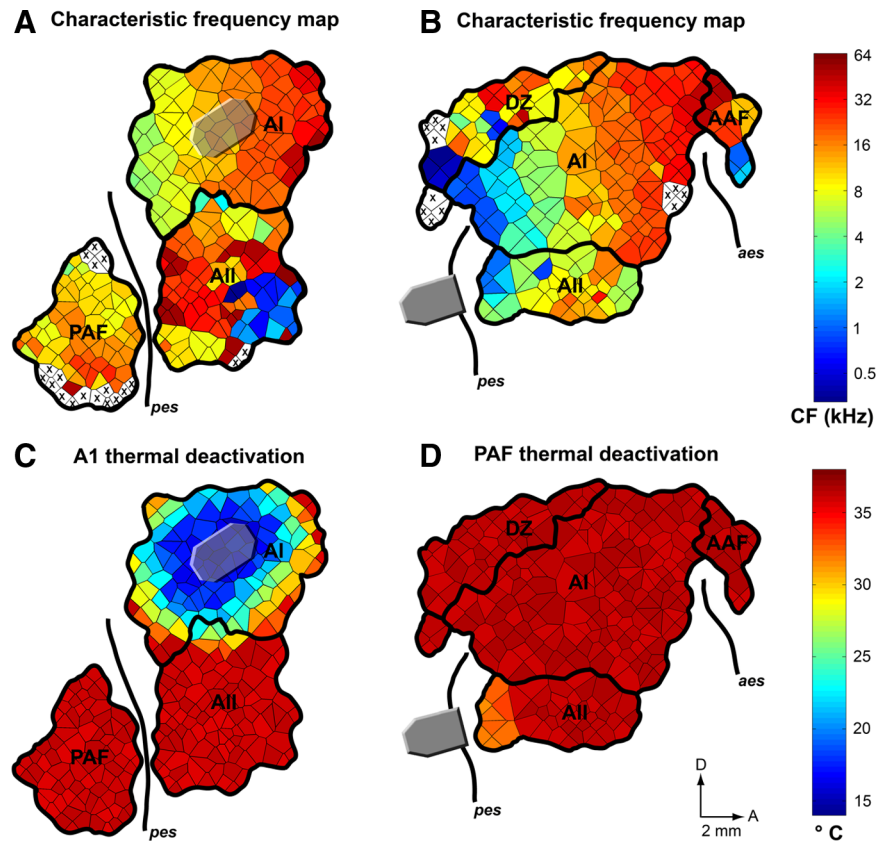 A Characteristic frequency map
B Characteristic frequency map
AI
AII
PAF
pes
DZ
AI
AAF
AII
aes
pes
64
32
16
8
4
2
1
0.5
CF (kHz)
C A1 thermal deactivation
D PAF thermal deactivation
AI
AII
PAF
pes
DZ
AI
AAF
AII
aes
pes
D
A
2 mm
35
30
25
20
15
° C